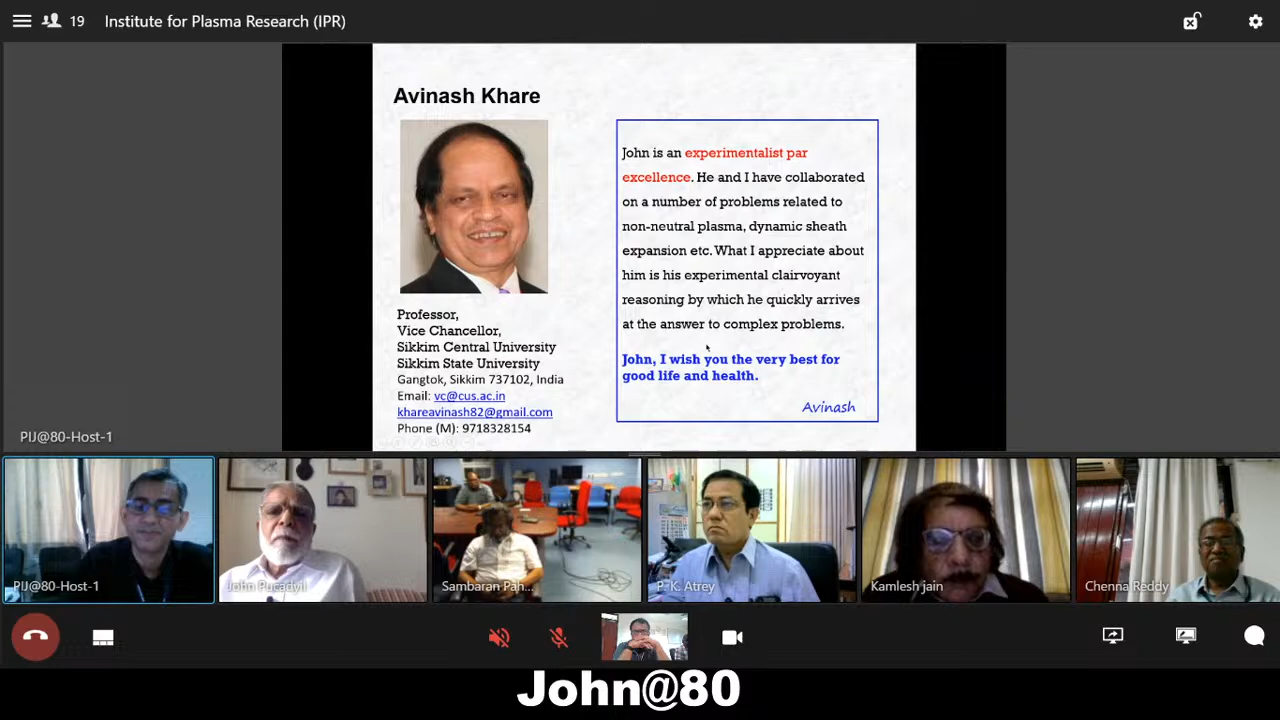 19 Institute for Plasma Research (IPR)
Avinash Khare
John is an experimentalist par
excellence. He and I have collaborated
on a number of problems related to
non-neutral plasma, dynamic sheath
expansion etc. What I appreciate about
him is his experimental clairvoyant
reasoning by which he quickly arrives
at the answer to complex problems.
John, I wish you the very best for
good life and health.
Avinash
Professor,
Vice Chancellor,
Sikkim Central University
Sikkim State University
Gangtok, Sikkim 737102, India
Email: vc@cus.ac.in
khareavinash82@gmail.com
Phone (M): 9718328154
PIJ@80-Host-1
PIJ@80-Host-1
John Pucadyil
Sambaran Pah...
P. K. Atrey
Kamlesh jain
Chenna Reddy
John@80